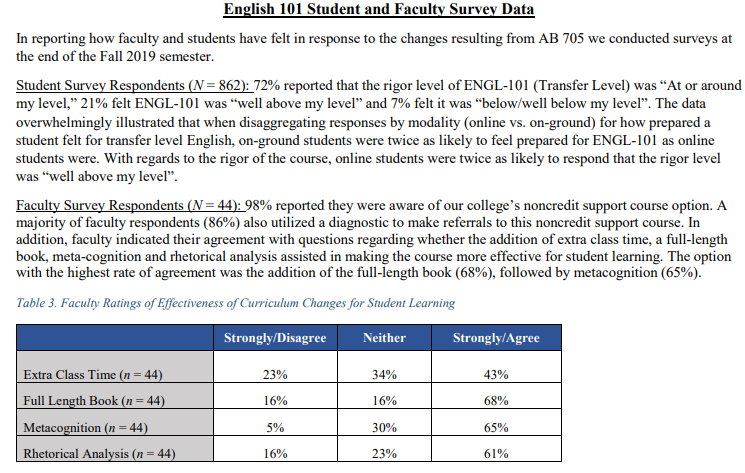 English 101 Student and Faculty Survey Data
In reporting how faculty and students have felt in response to the changes resulting from AB 705 we conducted surveys at
the end of the Fall 2019 semester.
Student Survey Respondents (N = 862): 72% reported that the rigor level of ENGL-101 (Transfer Level) was “At or around
my level,” 21% felt ENGL-101 was “well above my level” and 7% felt it was “below/well below my level”. The data
overwhelmingly illustrated that when disaggregating responses by modality (online vs. on-ground) for how prepared a
student felt for transfer level English, on-ground students were twice as likely to feel prepared for ENGL-101 as online
students were. With regards to the rigor of the course, online students were twice as likely to respond that the rigor level
was “well above my level”.
Faculty Survey Respondents (N = 44): 98% reported they were aware of our college’s noncredit support course option. A
majority of faculty respondents (86%) also utilized a diagnostic to make referrals to this noncredit support course. In
addition, faculty indicated their agreement with questions regarding whether the addition of extra class time, a full-length
book, meta-cognition and rhetorical analysis assisted in making the course more effective for student learning. The option
with the highest rate of agreement was the addition of the full-length book (68%), followed by metacognition (65%).
Table 3. Faculty Ratings of Effectiveness of Curriculum Changes for Student Learning
Strongly/Disagree Neither Strongly/Agree
Extra Class Time (n = 44) 23% 34% 43%
Full Length Book (n = 44) 16% 16% 68%
Metacognition (n = 44) 5% 30% 65%
Rhetorical Analysis (n = 44) 16% 23% 61%